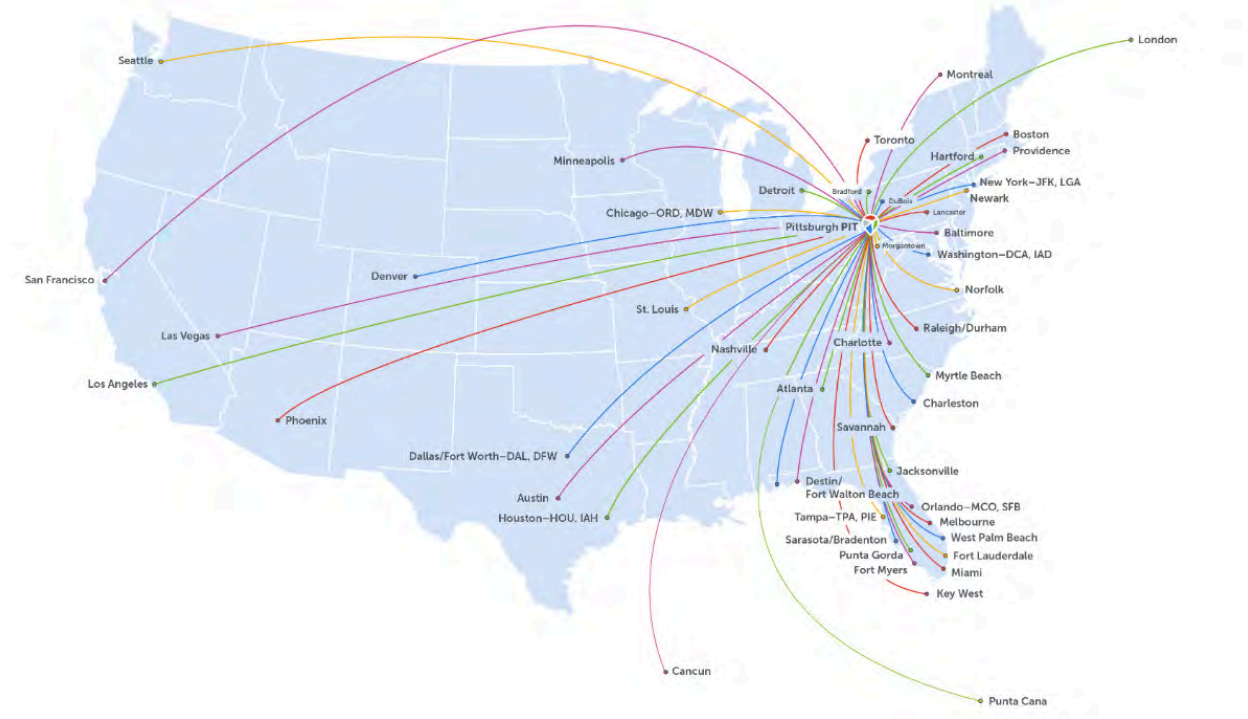 London
Seattle
Montreal
Boston
Toronto
Providence
Hartford
Minneapolis
New York–JFK, LGA
Detroit
Bradford
Newark
DuBois
Chicago–ORD, MDW
Lancaster
Pittsburgh PIT
Baltimore
Morgantown
Washington–DCA, IAD
Denver
San Francisco
Norfolk
St. Louis
Raleigh/Durham
Las Vegas
Charlotte
Nashville
Myrtle Beach
Los Angeles
Atlanta
Charleston
Phoenix
Savannah
Dallas/Fort Worth–DAL, DFW
Jacksonville
Destin/
Fort Walton Beach
Austin
Orlando–MCO, SFB
Houston–HOU, IAH
Tampa–TPA, PIE
Melbourne
West Palm Beach
Sarasota/Bradenton
Punta Gorda
Fort Lauderdale
Fort Myers
Miami
Key West
Cancun
Punta Cana